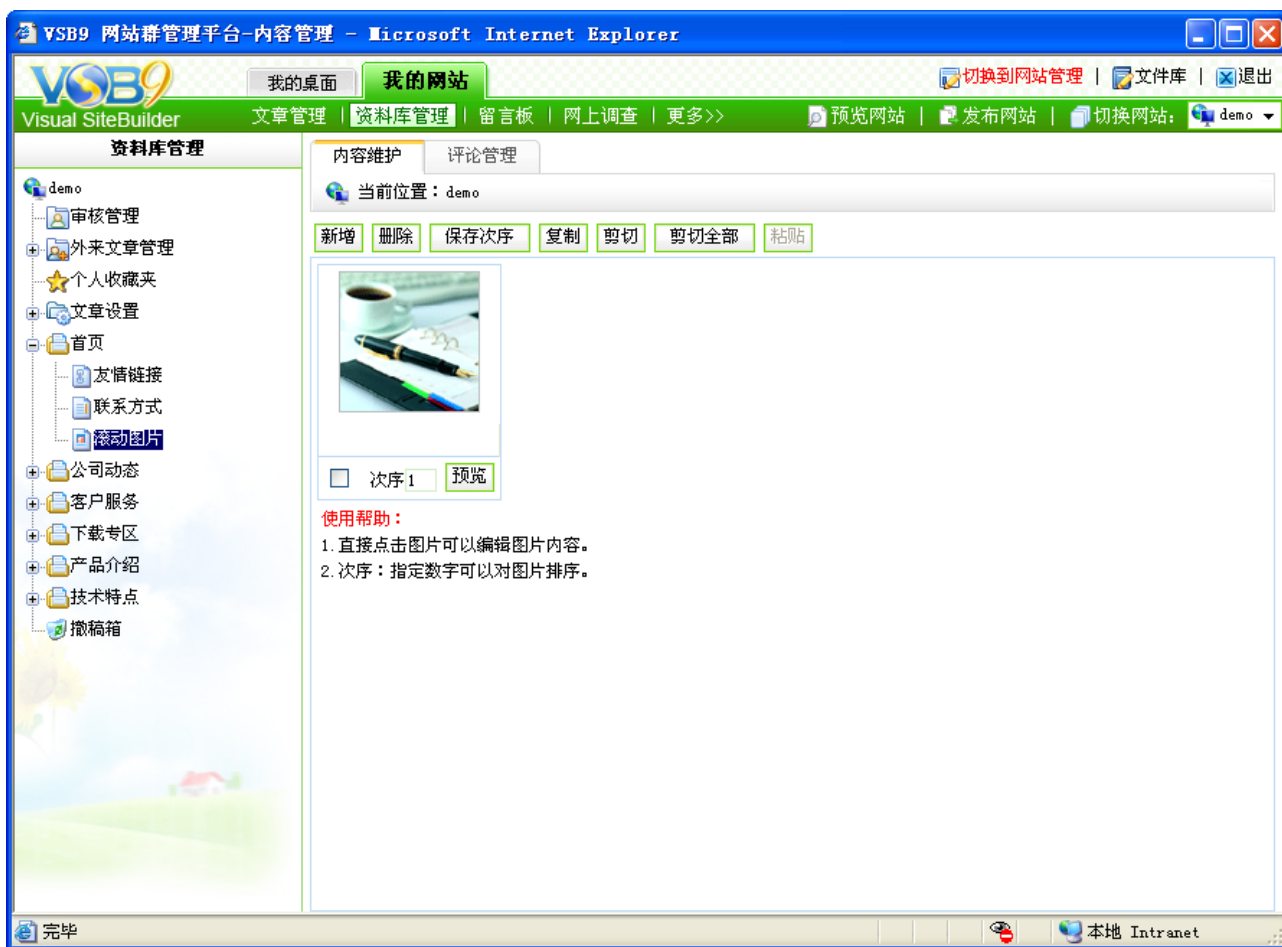 VSB9 网站群管理平台-内容管理 - Microsoft Internet Explorer
VSB9
Visual SiteBuilder
我的桌面 我的网站
切换到网站管理 | 文件库 | 退出
文章管理 | 资料库管理 | 留言板 | 网上调查 | 更多>>
预览网站 | 发布网站 | 切换网站: demo
资料库管理
demo
审核管理
外来文章管理
个人收藏夹
文章设置
首页
友情链接
联系方式
滚动图片
公司动态
客户服务
下载专区
产品介绍
技术特点
撤稿箱
内容维护 评论管理
当前位置：demo
新增 删除 保存次序 复制 剪切 剪切全部 粘贴
次序 1 预览
使用帮助：
1.直接点击图片可以编辑图片内容。
2.次序：指定数字可以对图片排序。
完毕
本地 Intranet